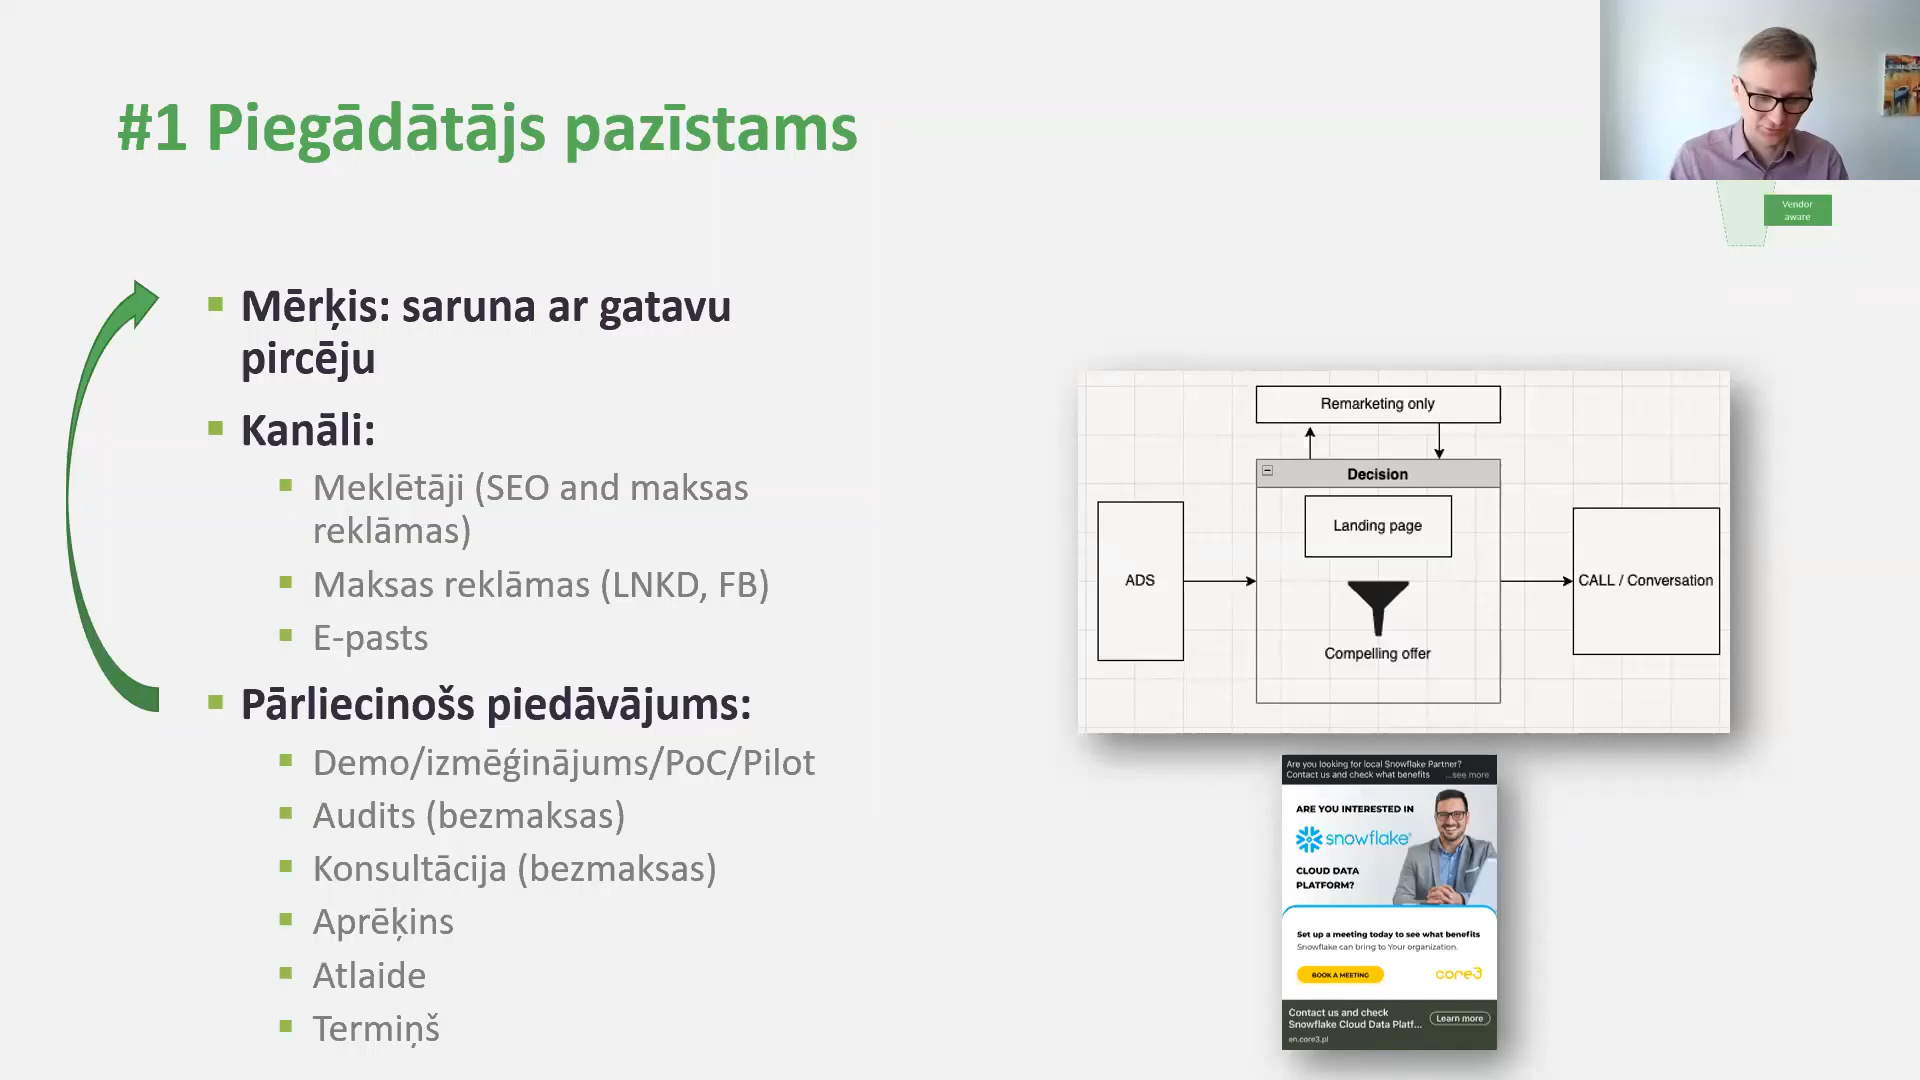 #1 Piegādātājs pazīstams
Vendor
aware
Mērķis: saruna ar gatavu
pircēju
Kanāli:
Meklētāji (SEO and maksas
reklāmas)
Maksas reklāmas (LNKD, FB)
E-pasts
Pārliecinošs piedāvājums:
Demo/izmēģinājums/PoC/Pilot
Audits (bezmaksas)
Konsultācija (bezmaksas)
Aprēķins
Atlaide
Termiņš
Remarketing only
Decision
Landing page
ADS
CALL / Conversation
Compelling offer
Are you looking for local Snowflake Partner?
Contact us and check what benefits ...see more
ARE YOU INTERESTED IN
snowflake®
CLOUD DATA
PLATFORM?
Set up a meeting today to see what benefits
Snowflake can bring to Your organization.
BOOK A MEETING
core3
Contact us and check
Snowflake Cloud Data Platf...
Learn more
en.core3.pl